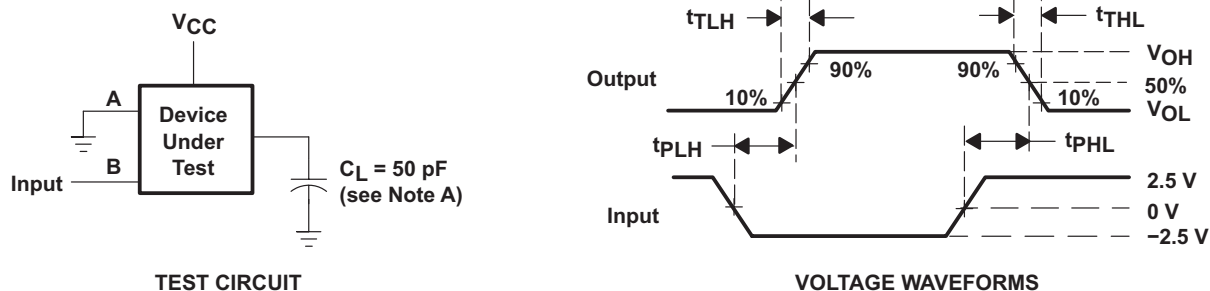 VCC
A
Device
Under
Test
B
Input
CL = 50 pF
(see Note A)
TEST CIRCUIT
tTLH
tTHL
Output
90%
90%
VOH
50%
10%
10%
VOL
tPLH
tPHL
2.5 V
Input
0 V
−2.5 V
VOLTAGE WAVEFORMS